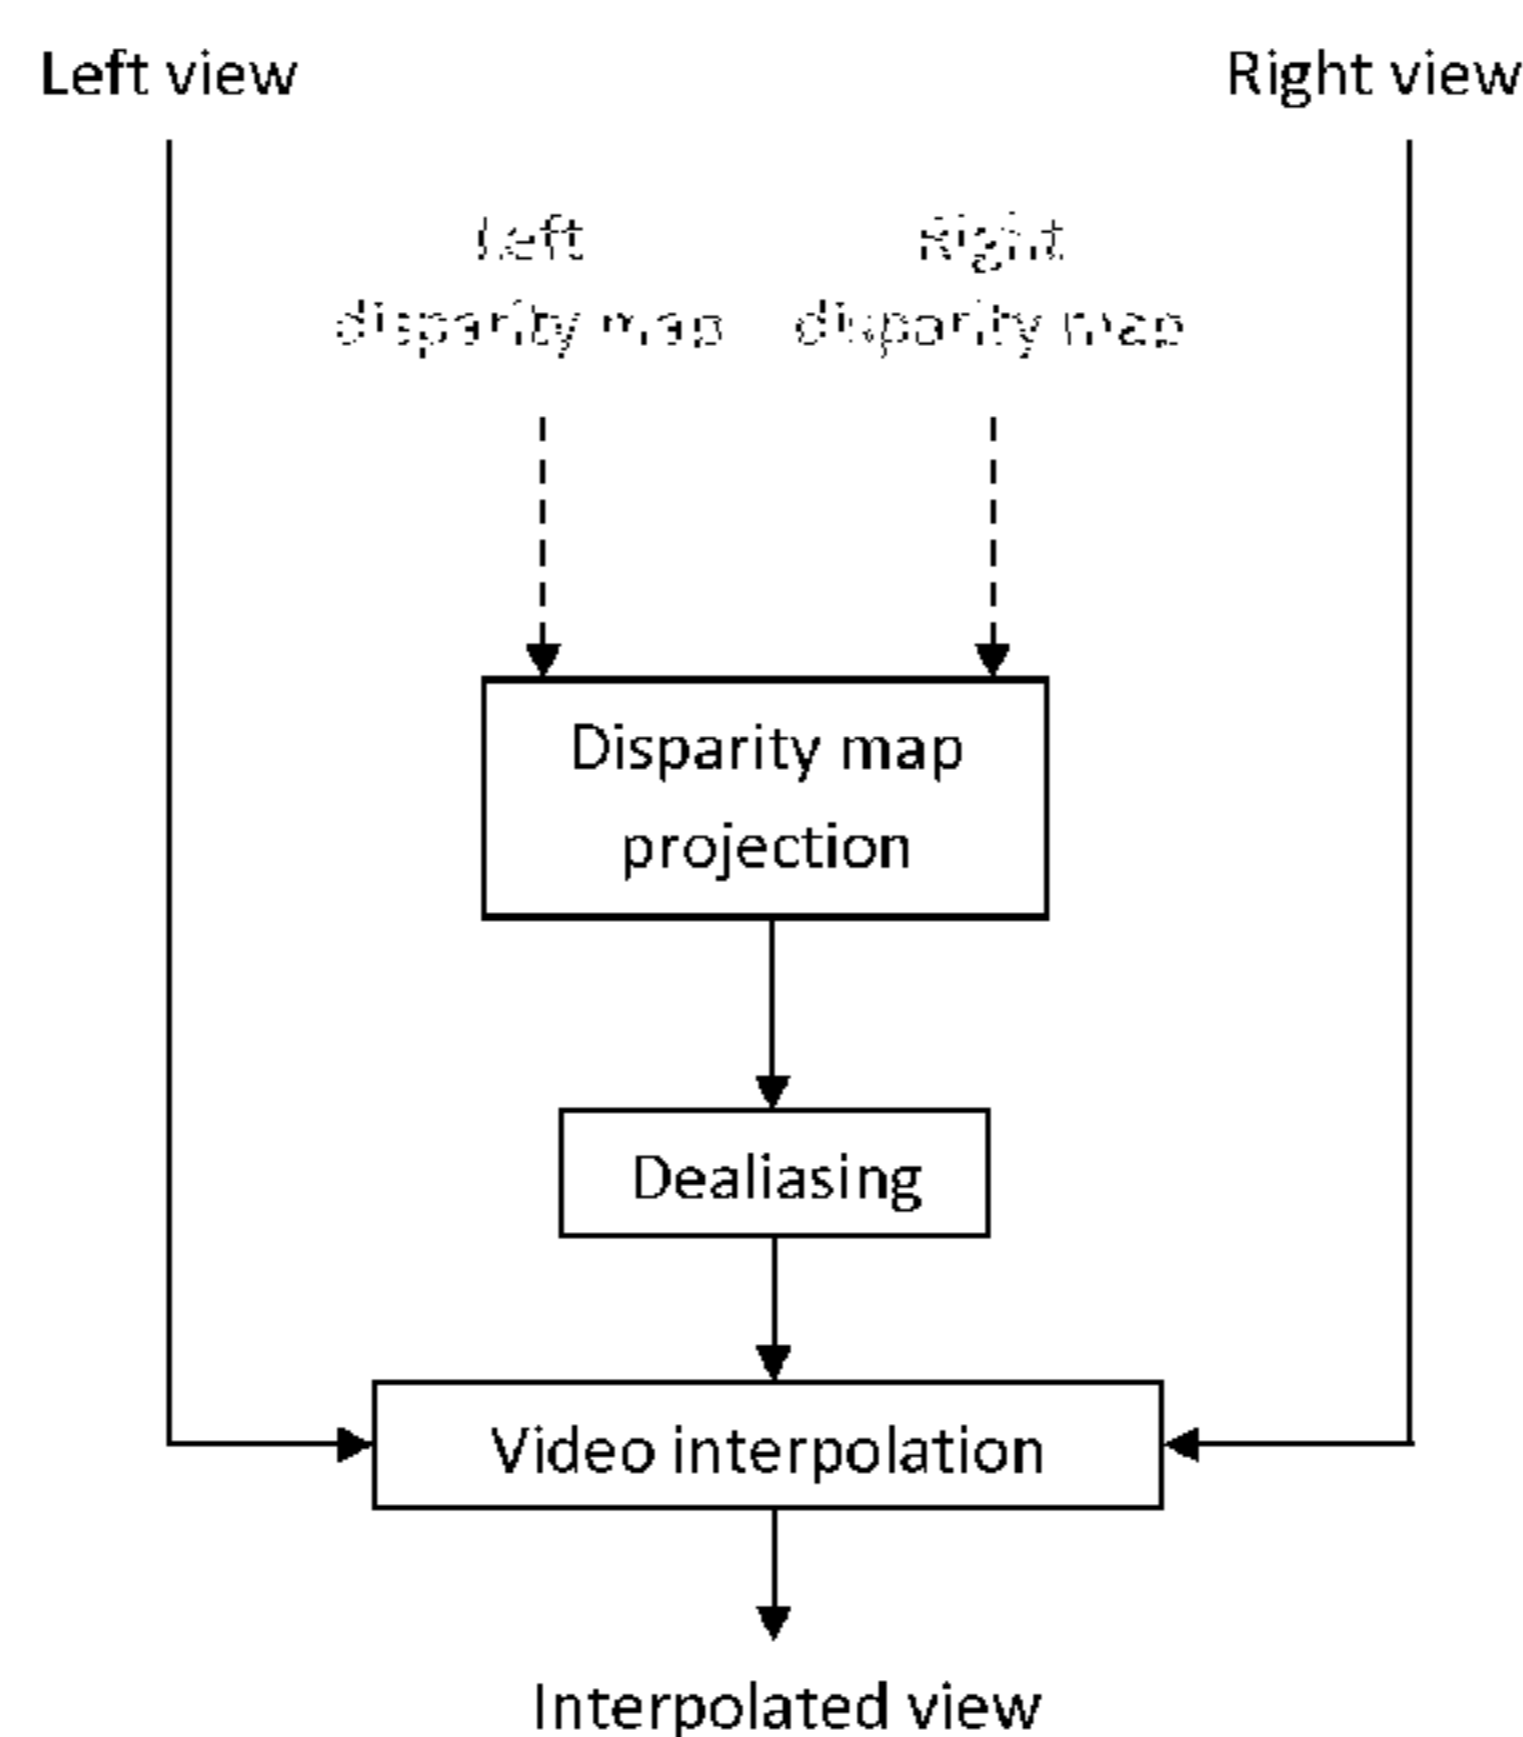 Left view
Right view
Left
disparity map
Right
disparity map
Disparity map
projection
Dealiasing
Video interpolation
Interpolated view